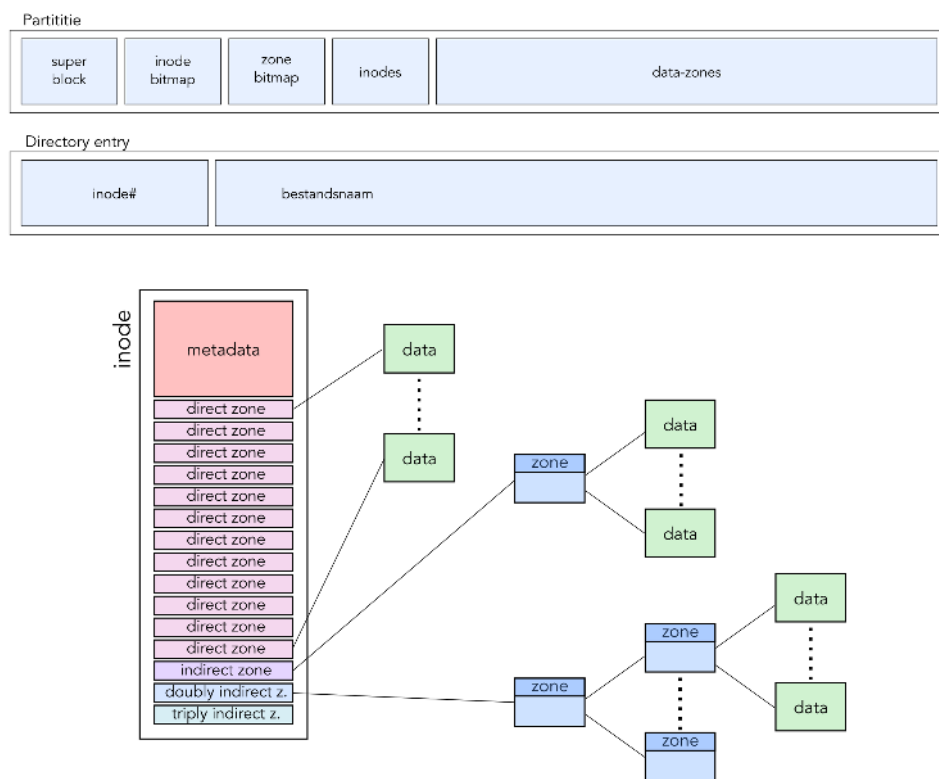 Partititie
super
block
inode
bitmap
zone
bitmap
inodes
data-zones
Directory entry
inode#
bestandsnaam
inode
metadata
direct zone
direct zone
direct zone
direct zone
direct zone
direct zone
direct zone
direct zone
direct zone
direct zone
direct zone
direct zone
indirect zone
doubly indirect z.
triply indirect z.
data
data
zone
data
data
zone
zone
data
data
zone